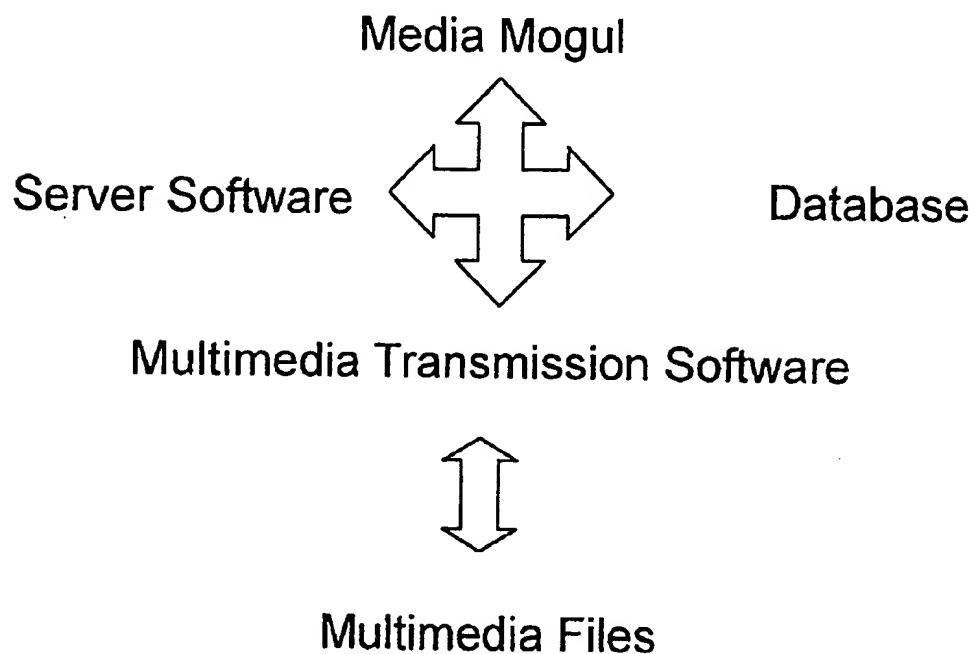 Media Mogul
Server Software
Database
Multimedia Transmission Software
Multimedia Files